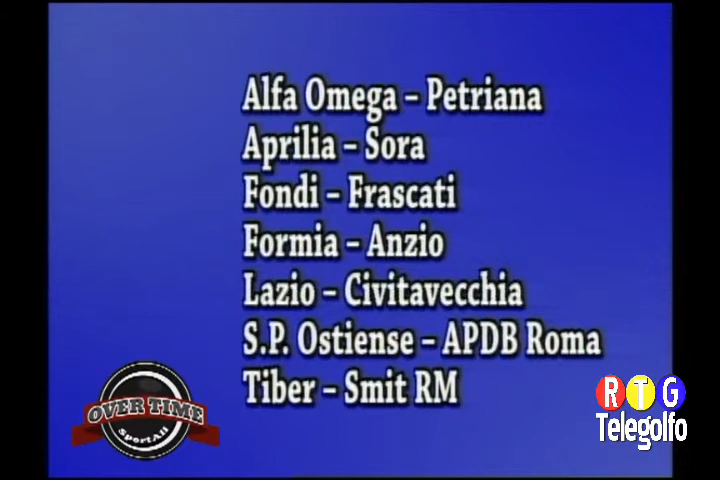 Alfa Omega – Petriana
Aprilia – Sora
Fondi – Frascati
Formia – Anzio
Lazio – Civitavecchia
S.P. Ostiense – APDB Roma
Tiber – Smit RM
OVER TIME
SportAll
RTG
Telegolfo